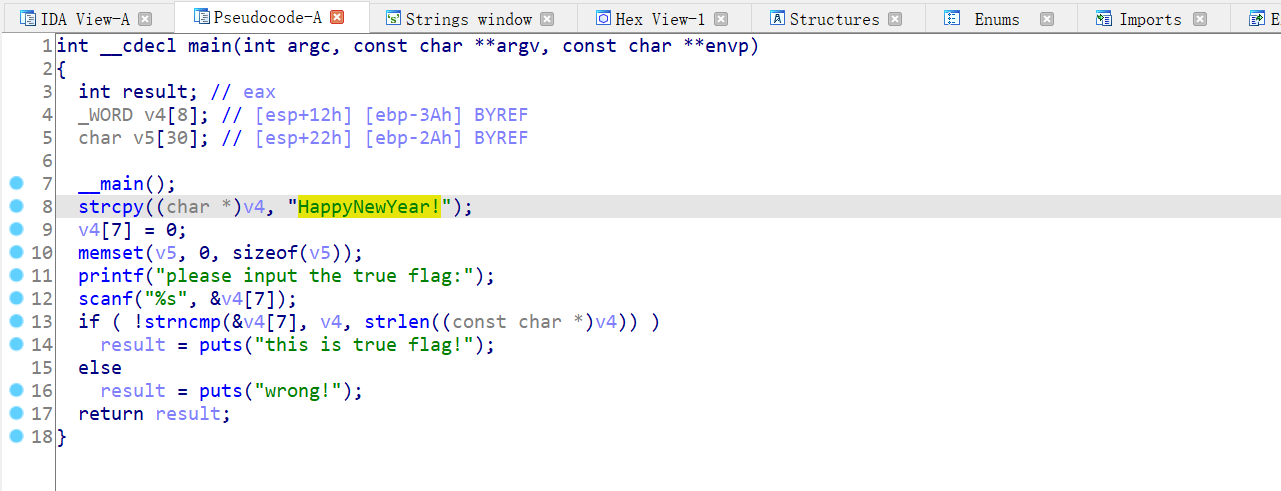 IDA View-A Pseudocode-A Strings window Hex View-1 Structures Enums Imports E
1 int __cdecl main(int argc, const char **argv, const char **envp)
2 {
3   int result; // eax
4   _WORD v4[8]; // [esp+12h] [ebp-3Ah] BYREF
5   char v5[30]; // [esp+22h] [ebp-2Ah] BYREF
6
7   __main();
8   strcpy((char *)v4, "HappyNewYear!");
9   v4[7] = 0;
10   memset(v5, 0, sizeof(v5));
11   printf("please input the true flag:");
12   scanf("%s", &v4[7]);
13   if ( !strncmp(&v4[7], v4, strlen((const char *)v4)) )
14     result = puts("this is true flag!");
15   else
16     result = puts("wrong!");
17   return result;
18 }